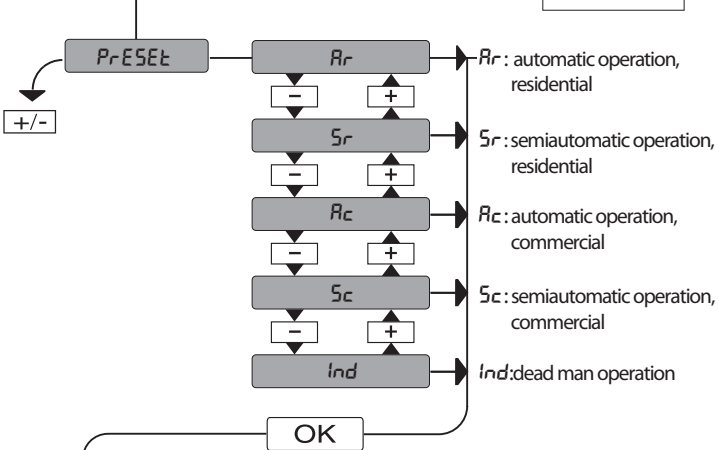 PrESEt
Ar
Ar: automatic operation,
residential
+/-
- +
Sr
Sr: semiautomatic operation,
residential
- +
Ac
Ac: automatic operation,
commercial
- +
Sc
Sc: semiautomatic operation,
commercial
- +
Ind
Ind:dead man operation
OK